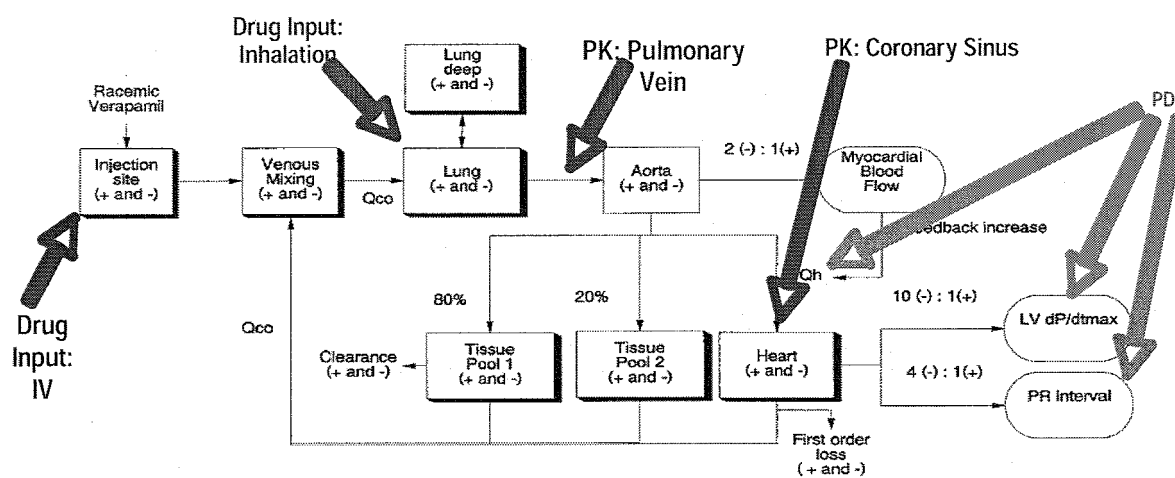 Drug Input:
Inhalation
PK: Pulmonary
Vein
PK: Coronary Sinus
PD
Racemic
Verapamil
Lung
deep
(+ and -)
Injection
site
(+ and -)
Venous
Mixing
(+ and -)
Qco
Lung
(+ and -)
Aorta
(+ and -)
2 (-) : 1(+)
Myocardial
Blood
Flow
edback increase
Qh
80%
20%
10 (-) : 1(+)
Qco
Drug
Input:
IV
Clearance
(+ and -)
Tissue
Pool 1
(+ and -)
Tissue
Pool 2
(+ and -)
Heart
(+ and -)
LV dP/dtmax
4 (-) : 1(+)
PR Interval
First order
loss
(+ and -)